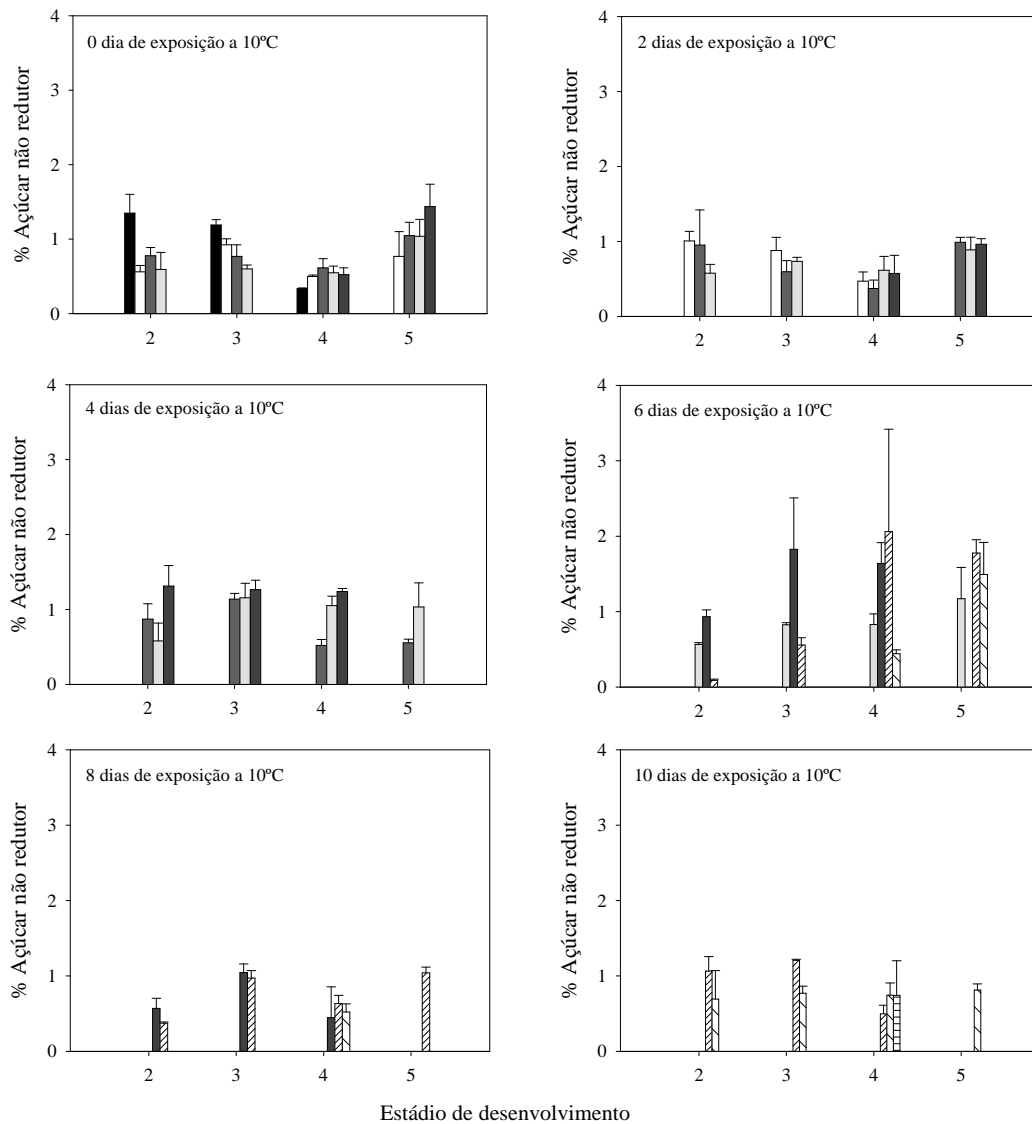 0 dia de exposição a 10ºC
% Açúcar não redutor
4
3
2
1
0
2 3 4 5
2 dias de exposição a 10ºC
% Açúcar não redutor
4
3
2
1
0
2 3 4 5
4 dias de exposição a 10ºC
% Açúcar não redutor
4
3
2
1
0
2 3 4 5
6 dias de exposição a 10ºC
% Açúcar não redutor
4
3
2
1
0
2 3 4 5
8 dias de exposição a 10ºC
% Açúcar não redutor
4
3
2
1
0
2 3 4 5
10 dias de exposição a 10ºC
% Açúcar não redutor
4
3
2
1
0
2 3 4 5
Estádio de desenvolvimento